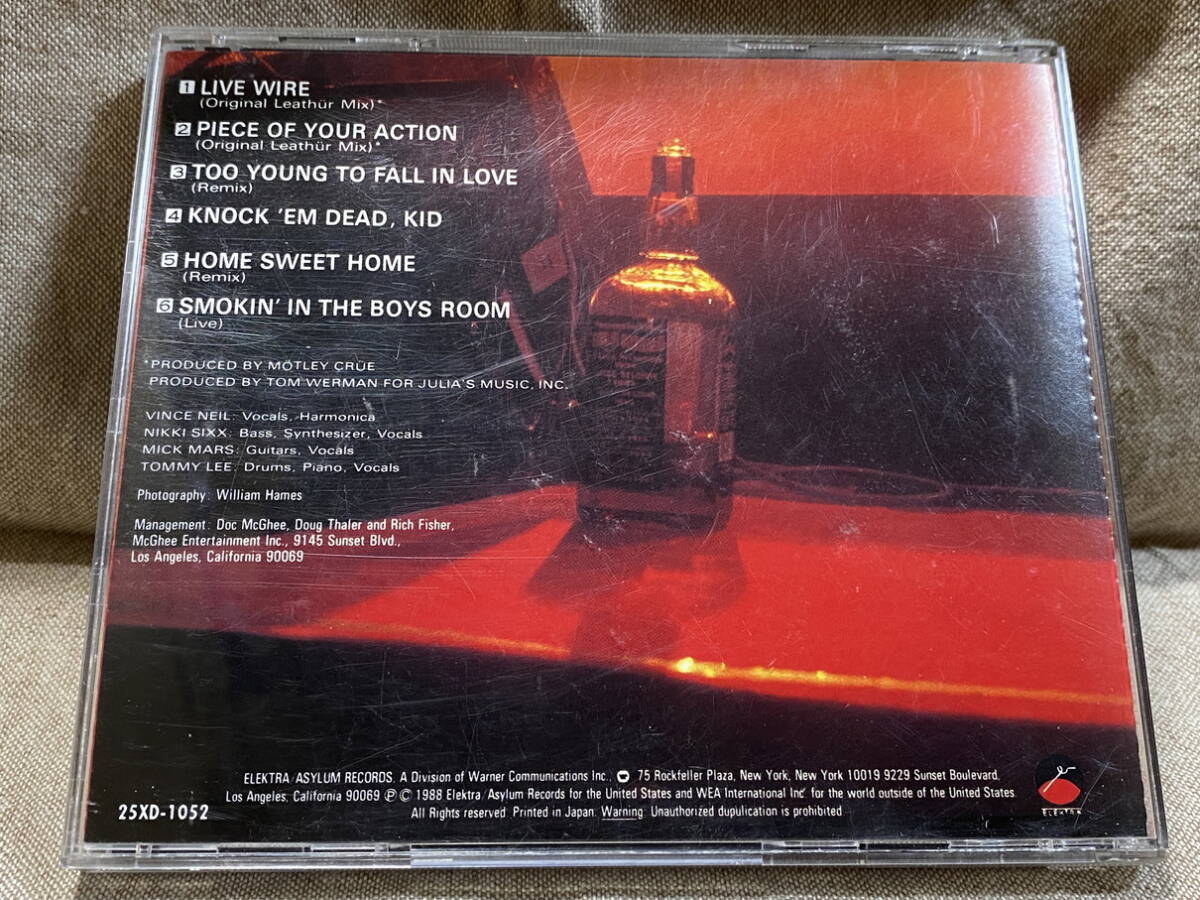 1 LIVE WIRE
(Original Leathür Mix)*
2 PIECE OF YOUR ACTION
(Original Leathür Mix)*
3 TOO YOUNG TO FALL IN LOVE
(Remix)
4 KNOCK 'EM DEAD, KID
5 HOME SWEET HOME
(Remix)
6 SMOKIN' IN THE BOYS ROOM
(Live)
*PRODUCED BY MÖTLEY CRÜE
PRODUCED BY TOM WERMAN FOR JULIA'S MUSIC, INC.
VINCE NEIL: Vocals, Harmonica
NIKKI SIXX: Bass, Synthesizer, Vocals
MICK MARS: Guitars, Vocals
TOMMY LEE: Drums, Piano, Vocals
Photography: William Hames
Management: Doc McGhee, Doug Thaler and Rich Fisher,
McGhee Entertainment Inc., 9145 Sunset Blvd.,
Los Angeles, California 90069
ELEKTRA/ASYLUM RECORDS. A Division of Warner Communications Inc., 75 Rockfeller Plaza, New York, New York 10019 9229 Sunset Boulevard,
Los Angeles, California 90069 ℗ © 1988 Elektra/Asylum Records for the United States and WEA International Inc. for the world outside of the United States.
All Rights reserved. Printed in Japan. Warning: Unauthorized dupulication is prohibited.
25XD-1052
ELEKTRA